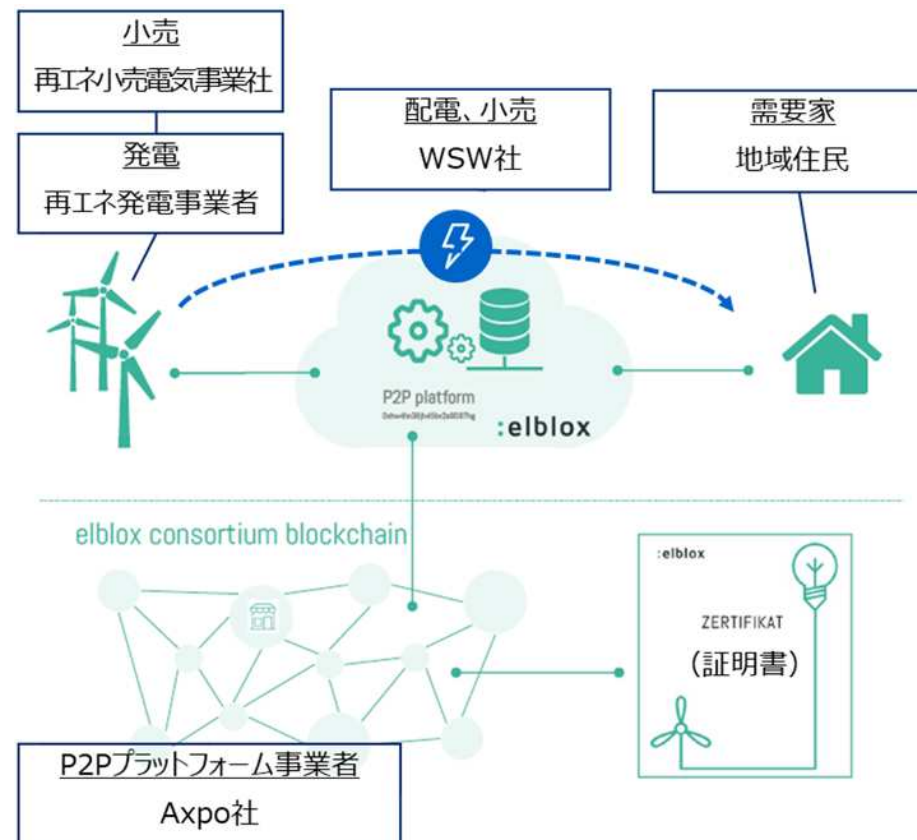 小売
再エネ小売電気事業社
発電
再エネ発電事業者
配電、小売
WSW社
需要家
地域住民
P2P platform
:elblox
elblox consortium blockchain
:elblox
ZERTIFIKAT
(証明書)
P2Pプラットフォーム事業者
Axpo社